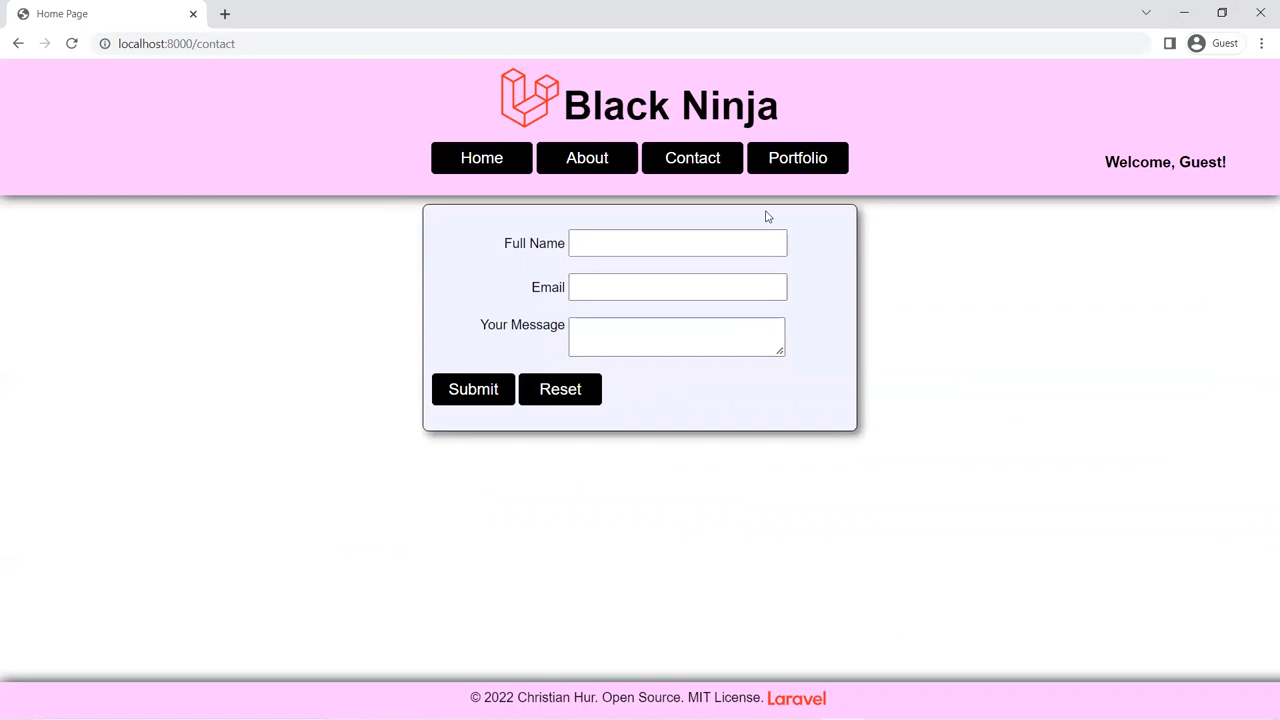 Home Page
localhost:8000/contact
Guest
Black Ninja
Home About Contact Portfolio
Welcome, Guest!
Full Name
Email
Your Message
Submit Reset
© 2022 Christian Hur. Open Source. MIT License. Laravel